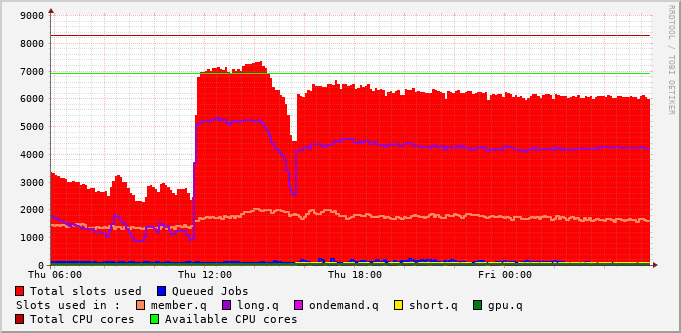 9000
8000
7000
6000
5000
4000
3000
2000
1000
0
Thu 06:00 Thu 12:00 Thu 18:00 Fri 00:00
RRDTOOL / TOBI OETIKER
Total slots used Queued Jobs
Slots used in : member.q long.q ondemand.q short.q gpu.q
Total CPU cores Available CPU cores